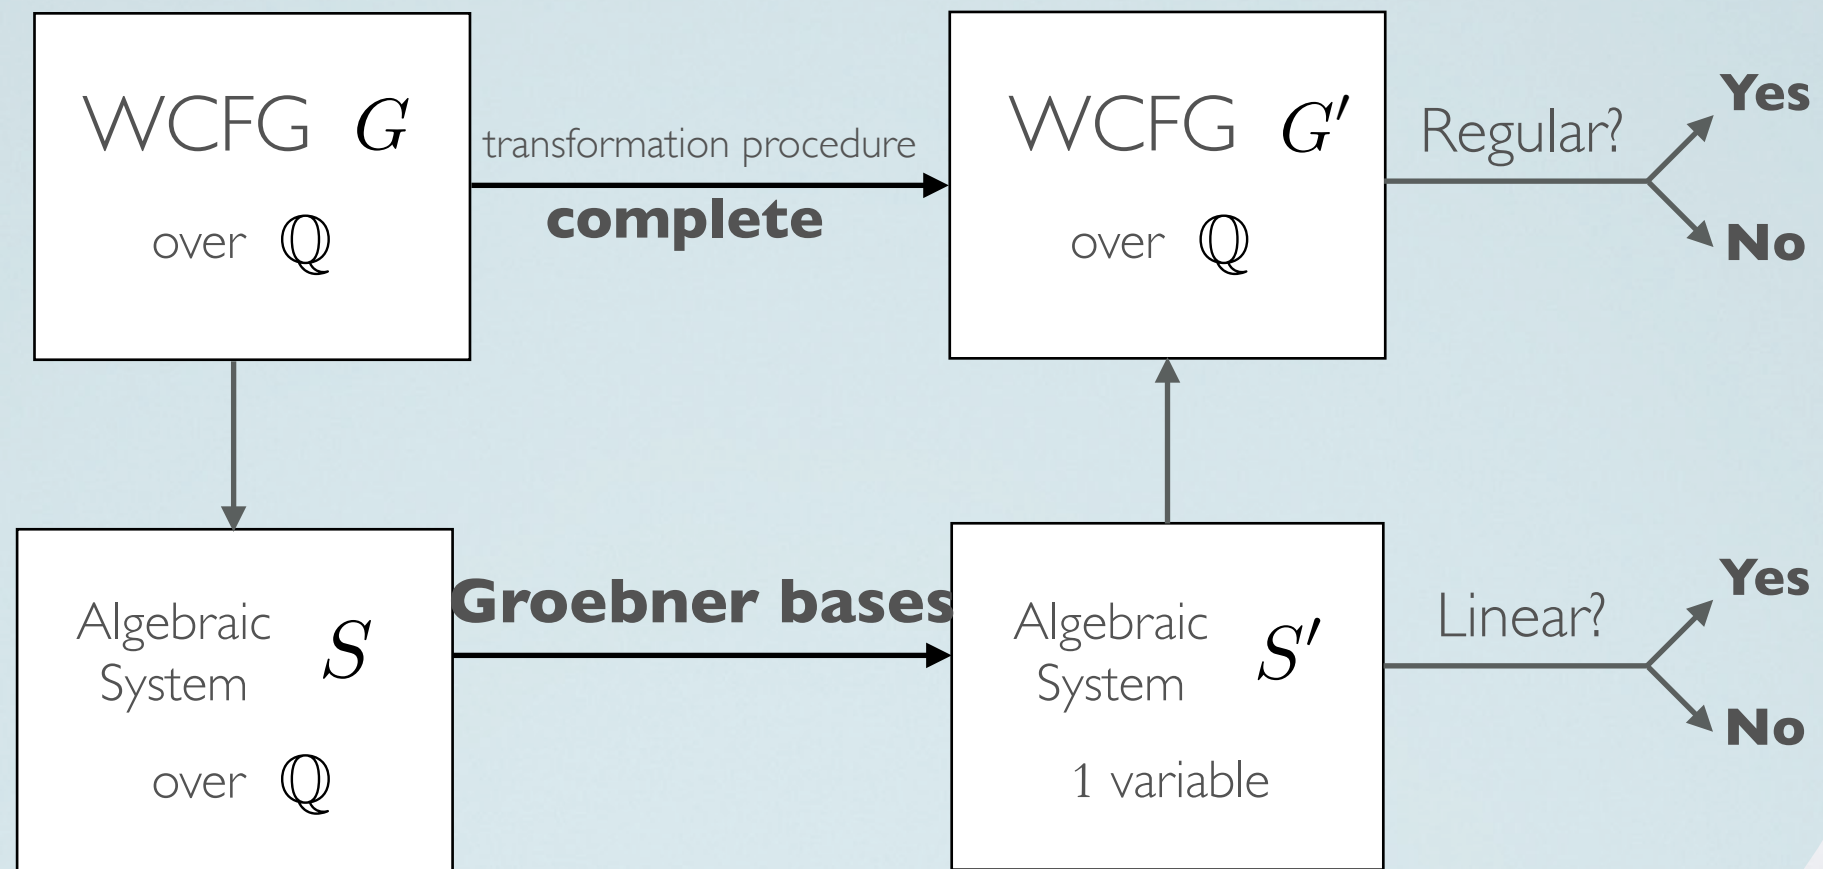 WCFG G
over ℚ
transformation procedure
complete
WCFG G′
over ℚ
Regular?
Yes
No
Algebraic
System S
over ℚ
Groebner bases
Algebraic
System S′
1 variable
Linear?
Yes
No